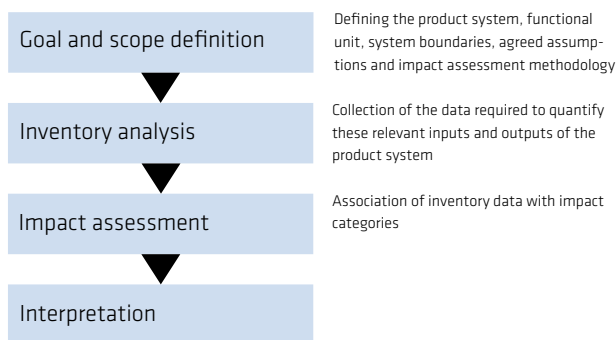 Goal and scope definition
Defining the product system, functional
unit, system boundaries, agreed assump-
tions and impact assessment methodology
Inventory analysis
Collection of the data required to quantify
these relevant inputs and outputs of the
product system
Impact assessment
Association of inventory data with impact
categories
Interpretation